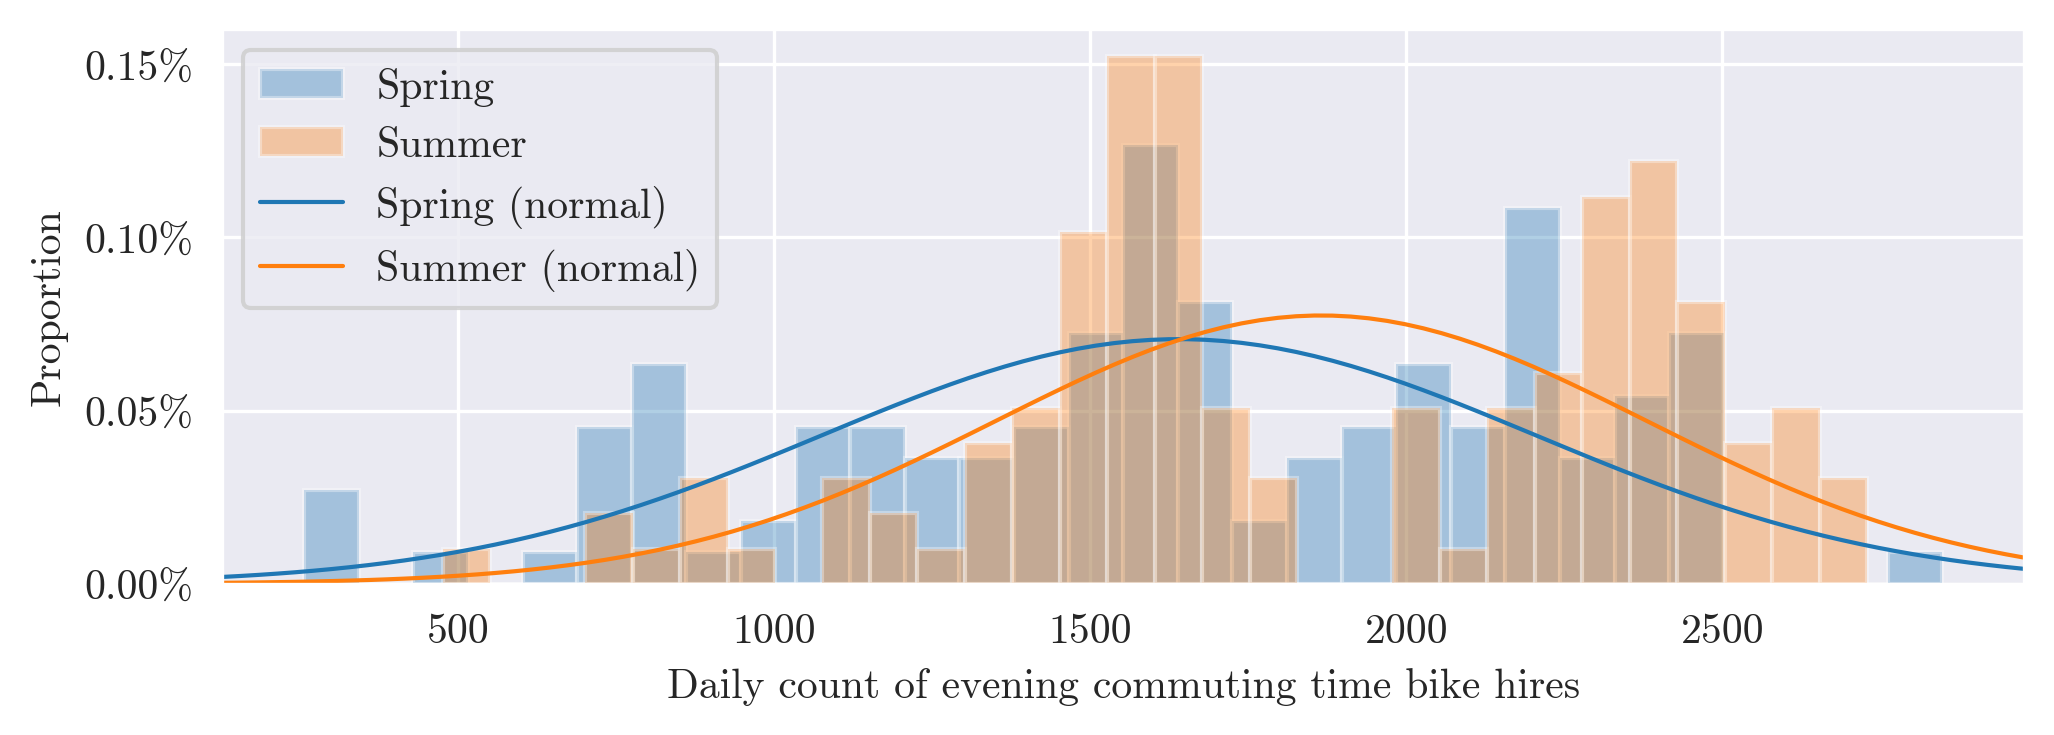 0.15%
0.10%
0.05%
0.00%
Proportion
Spring
Summer
Spring (normal)
Summer (normal)
500 1000 1500 2000 2500
Daily count of evening commuting time bike hires